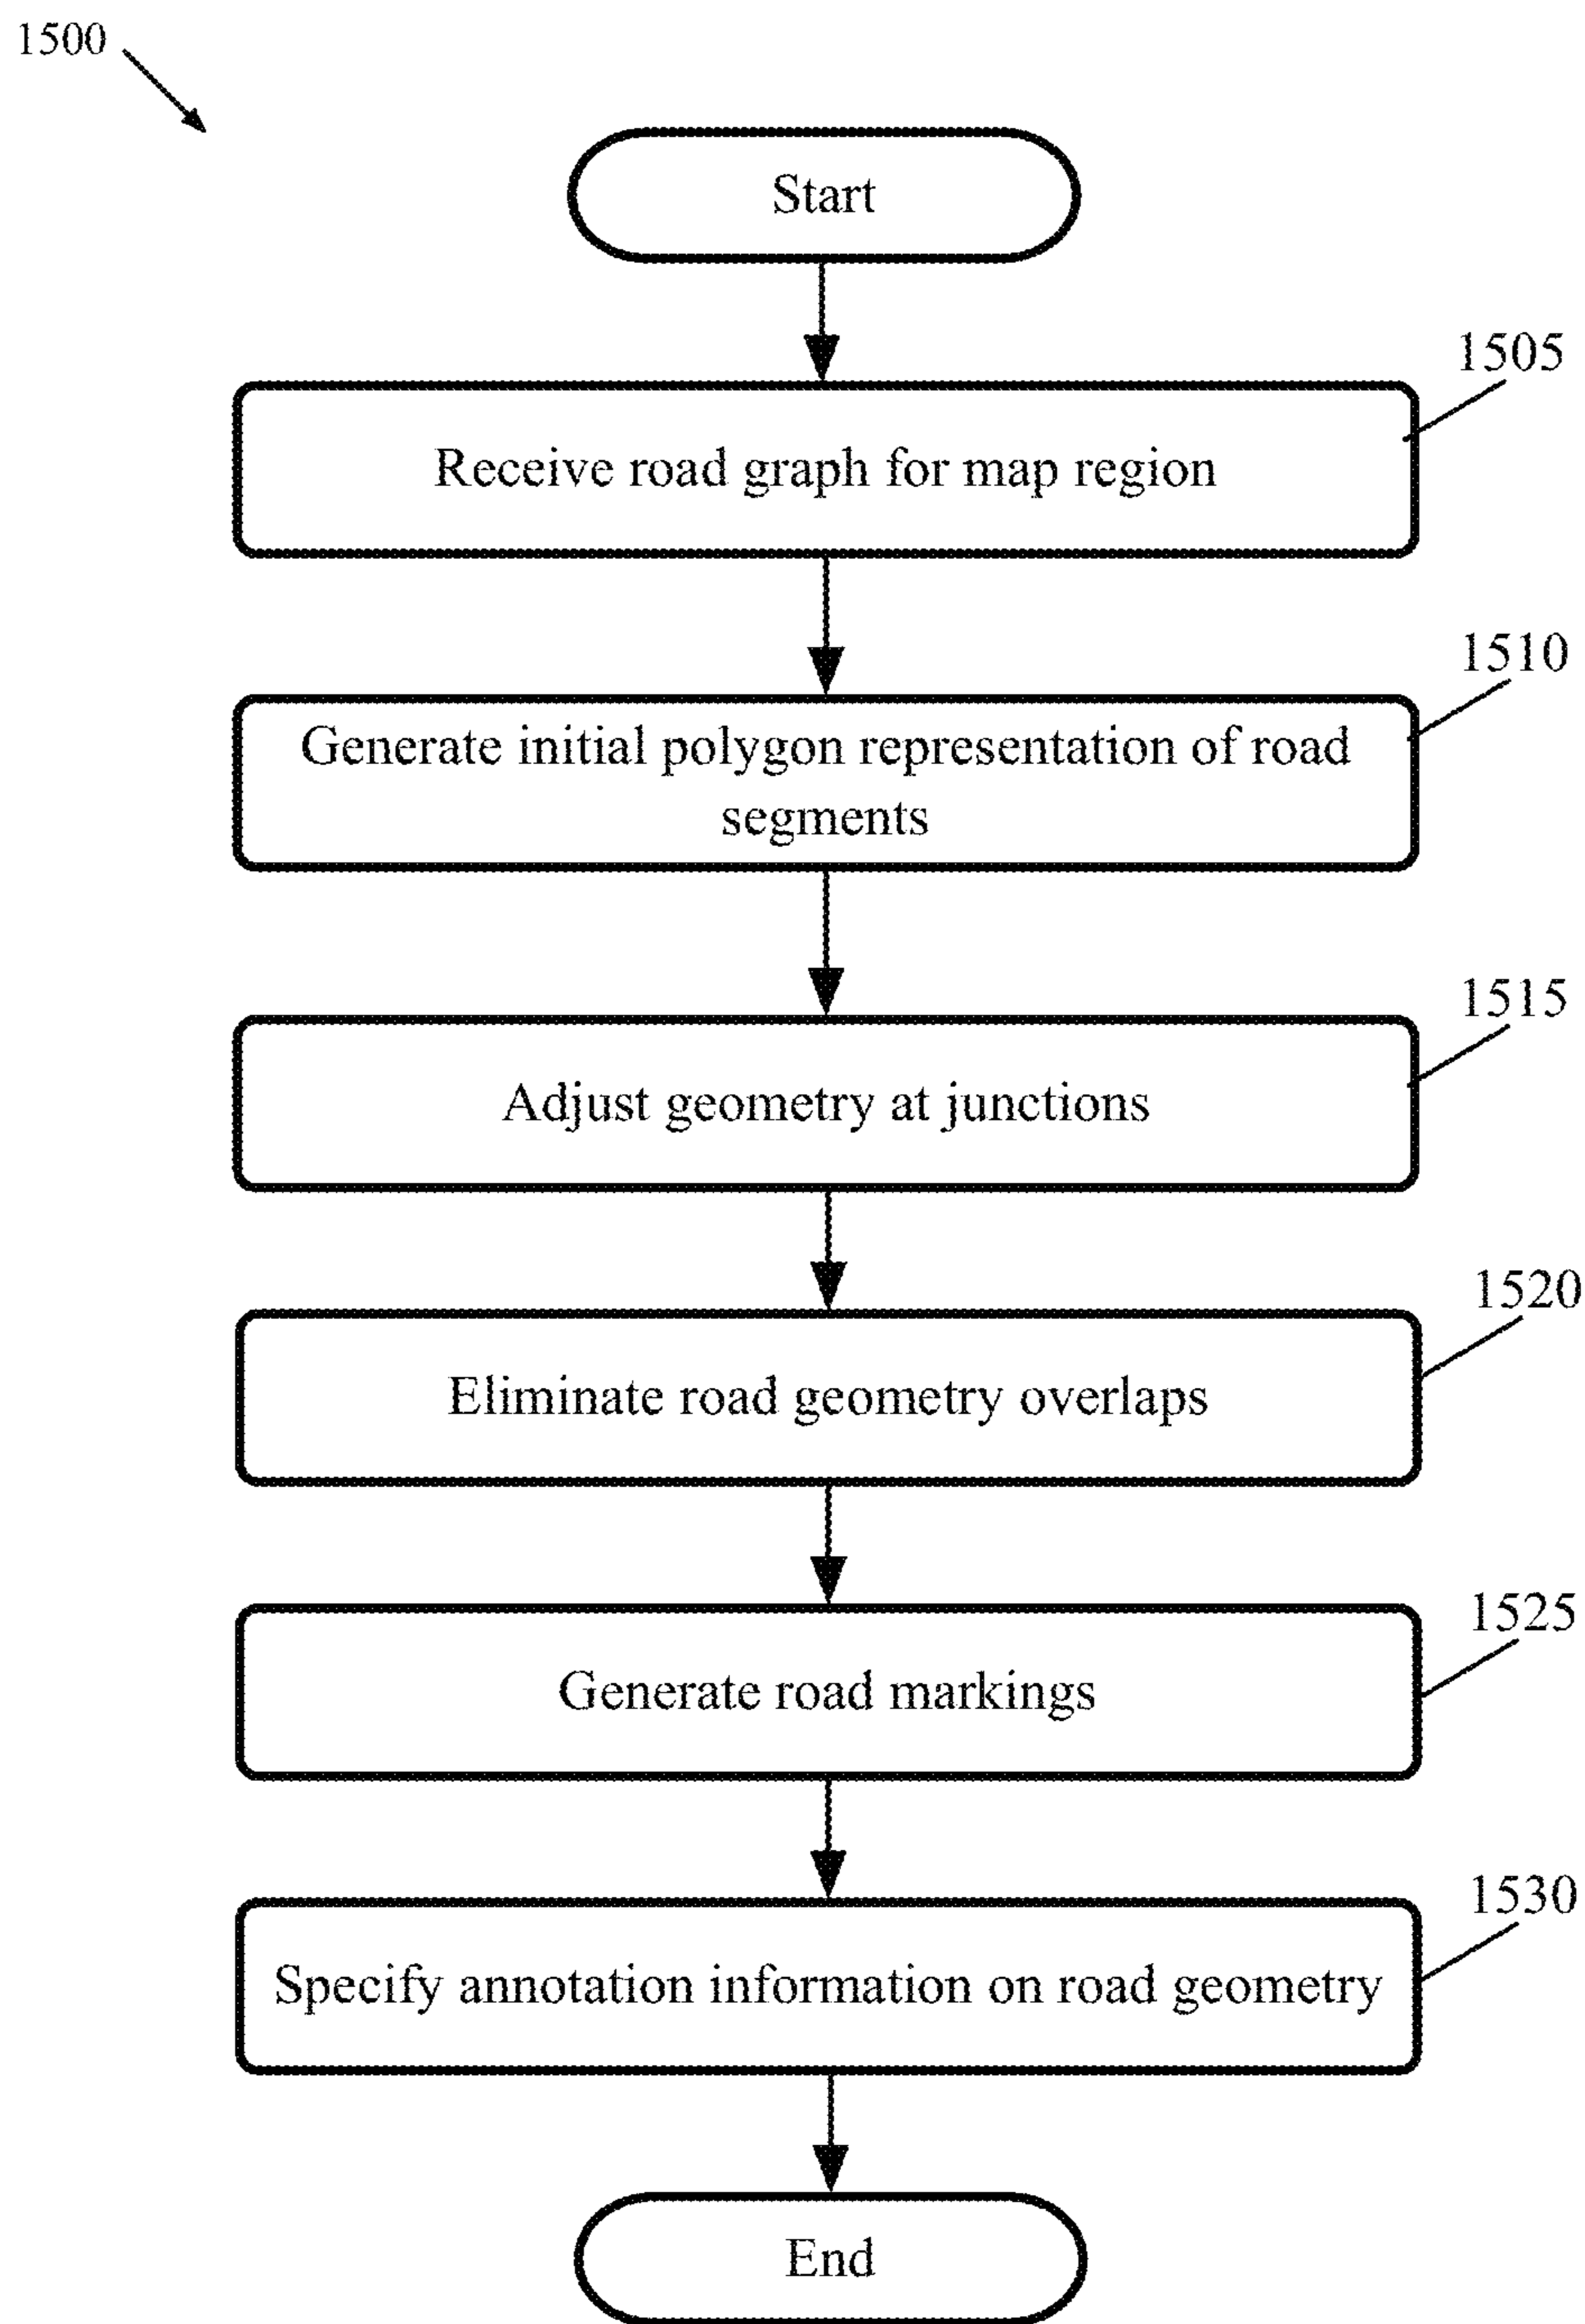 1500
Start
1505
Receive road graph for map region
1510
Generate initial polygon representation of road
segments
1515
Adjust geometry at junctions
1520
Eliminate road geometry overlaps
1525
Generate road markings
1530
Specify annotation information on road geometry
End